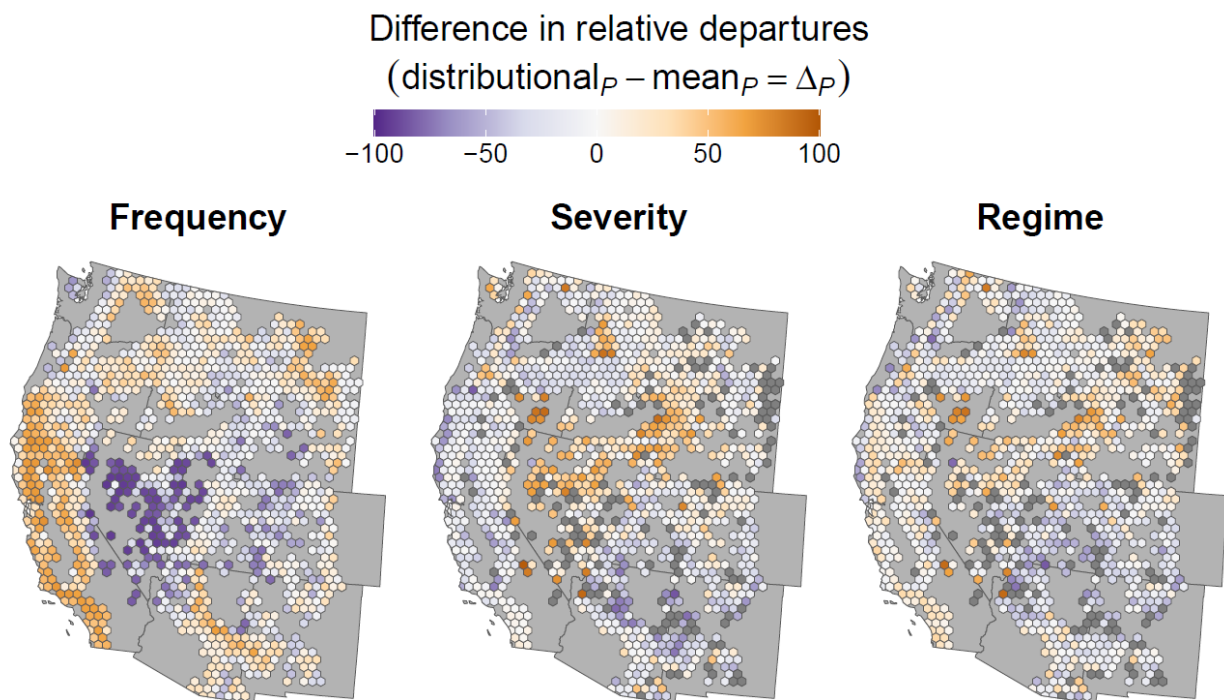 Difference in relative departures
(distributional_P − mean_P = Δ_P)
−100 −50 0 50 100
Frequency Severity Regime